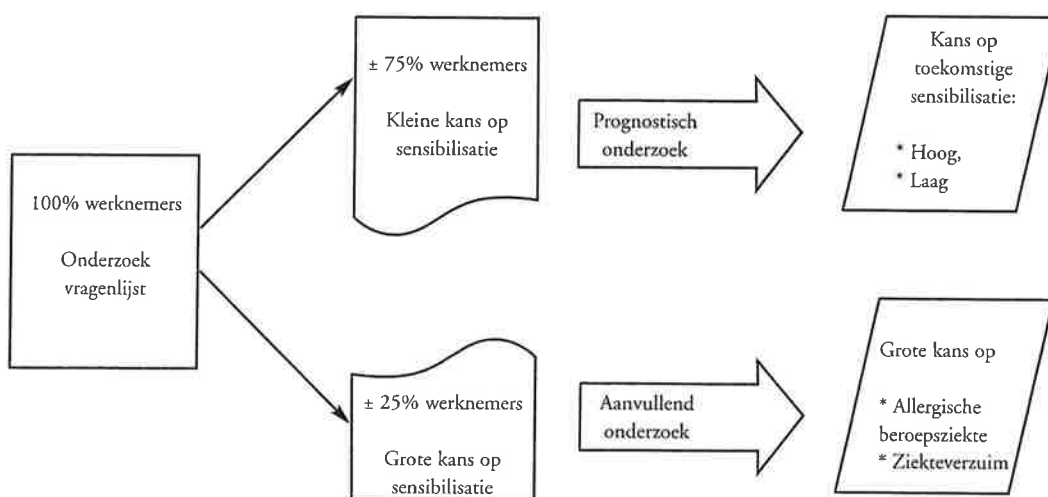 100% werknemers
Onderzoek
vragenlijst
± 75% werknemers
Kleine kans op
sensibilisatie
Prognostisch
onderzoek
Kans op
toekomstige
sensibilisatie:
* Hoog,
* Laag
± 25% werknemers
Grote kans op
sensibilisatie
Aanvullend
onderzoek
Grote kans op
* Allergische
beroepsziekte
* Ziekteverzuim